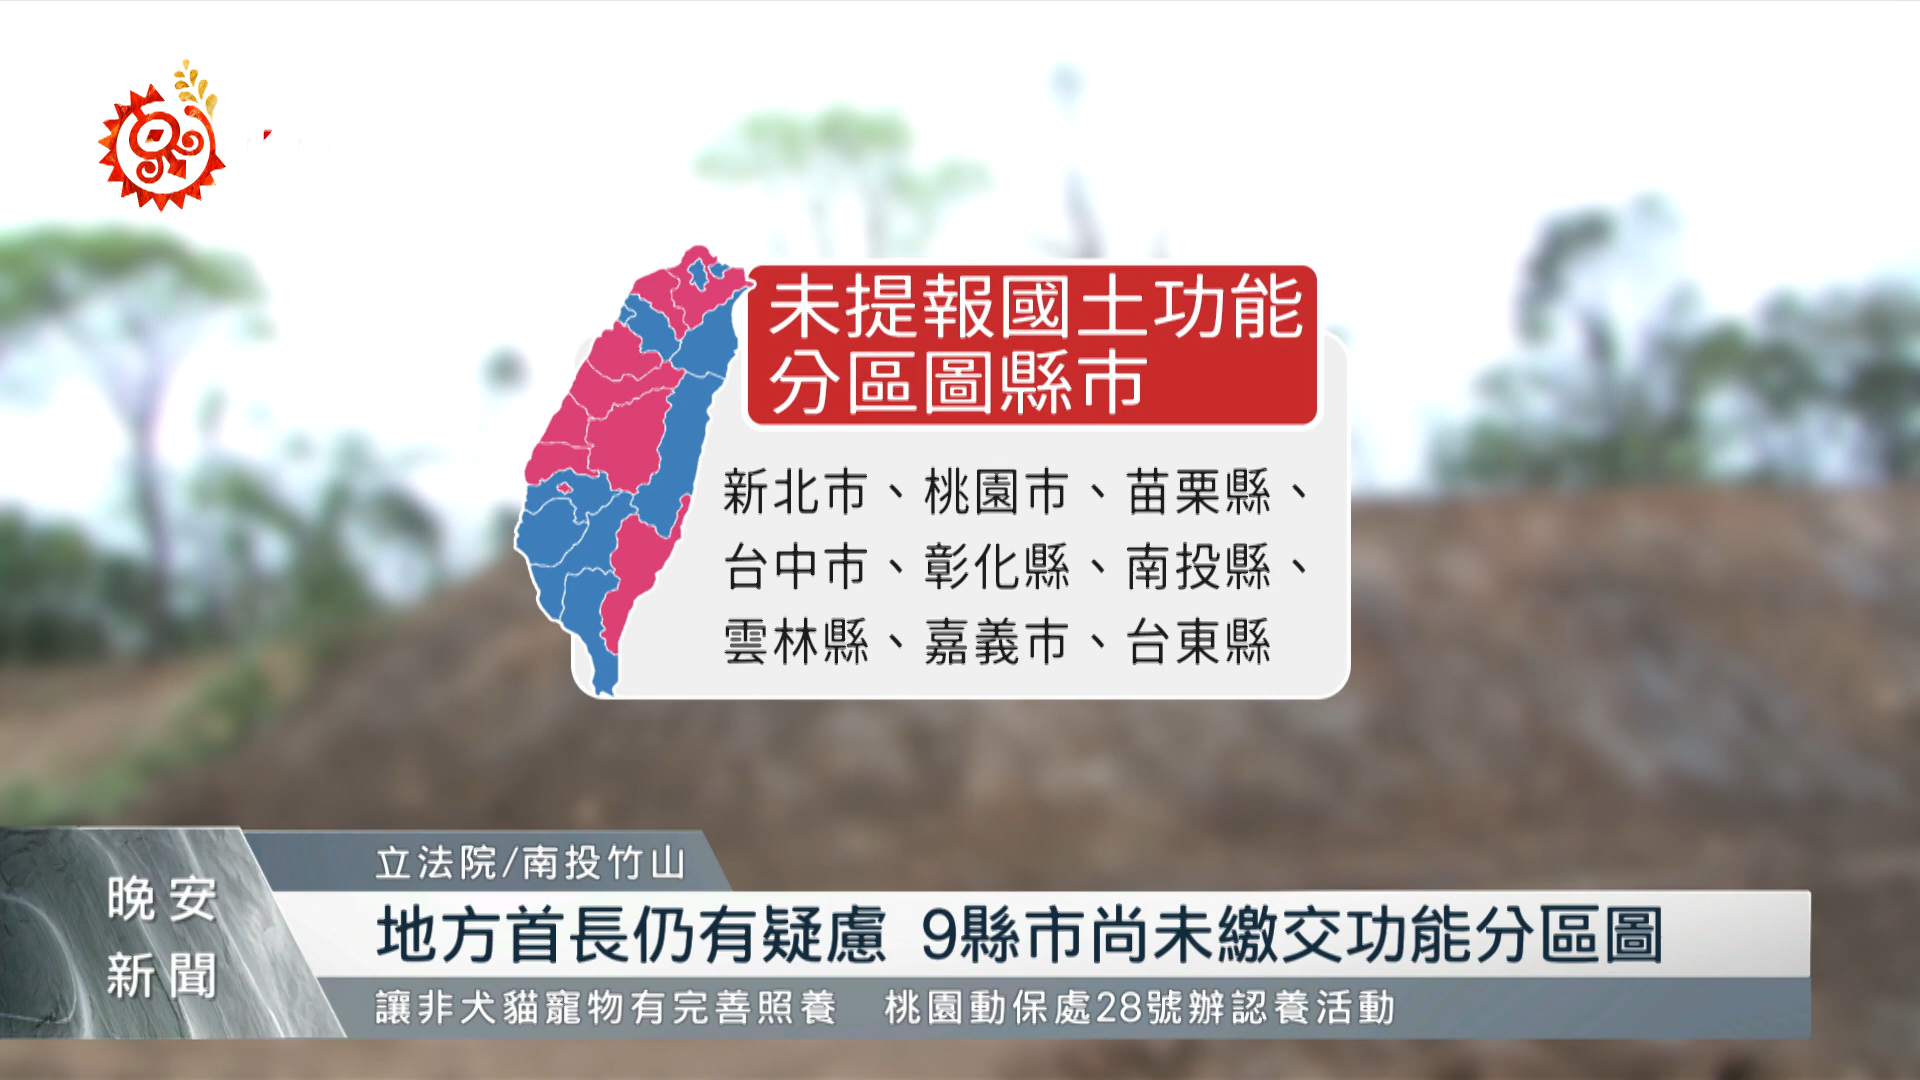 未提報國土功能
分區圖縣市
新北市、桃園市、苗栗縣、
台中市、彰化縣、南投縣、
雲林縣、嘉義市、台東縣
立法院/南投竹山
晚安
新聞
地方首長仍有疑慮 9縣市尚未繳交功能分區圖
讓非犬貓寵物有完善照養 桃園動保處28號辦認養活動